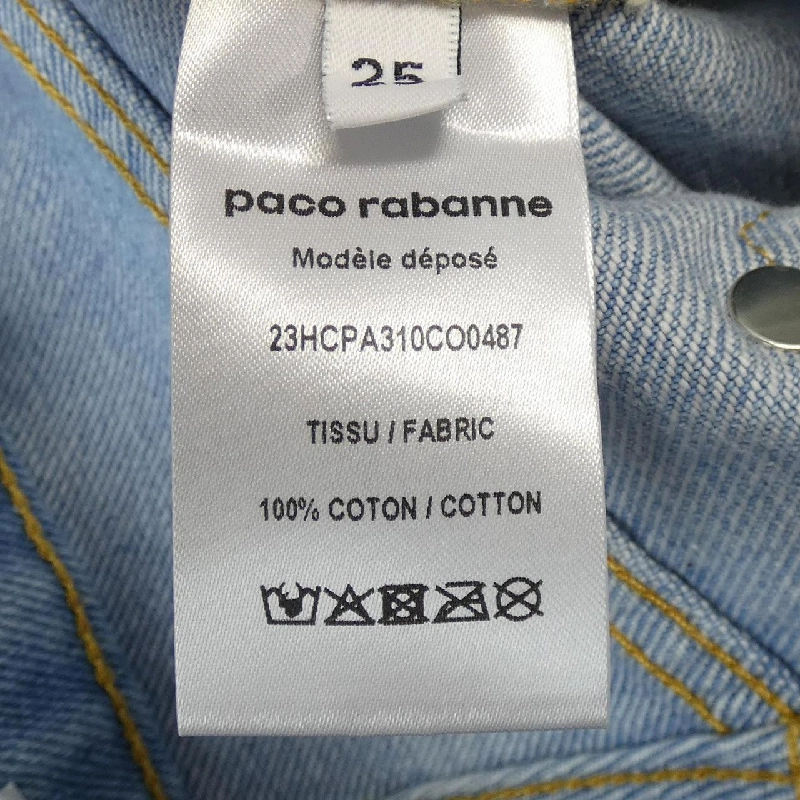 25
paco rabanne
Modèle déposé
23HCPA310CO0487
TISSU / FABRIC
100% COTON / COTTON